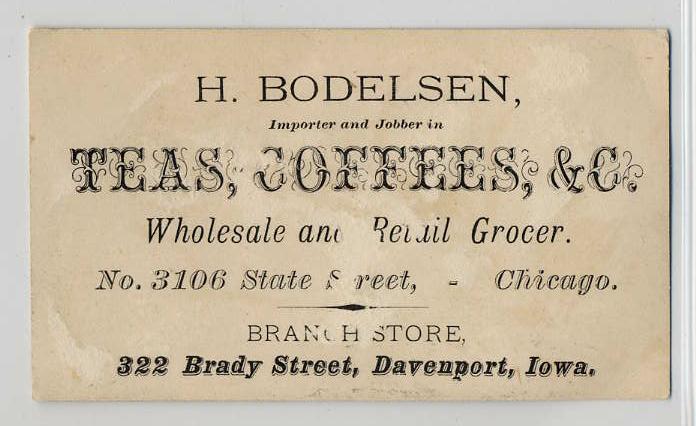 H. BODELSEN,
Importer and Jobber in
TEAS, COFFEES, &C.
Wholesale and Retail Grocer.
No. 3106 State Street, - Chicago.
BRANCH STORE,
322 Brady Street, Davenport, Iowa.